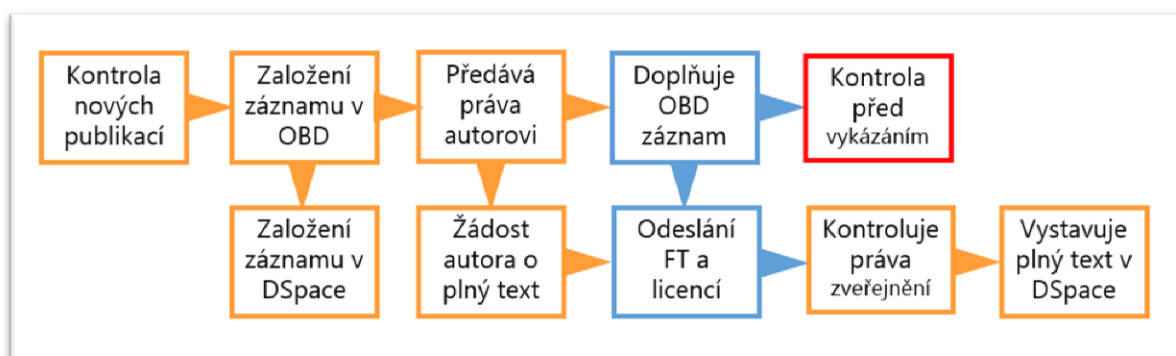 Kontrola
nových
publikací
Založení
záznamu v
OBD
Předává
práva
autorovi
Doplňuje
OBD
záznam
Kontrola
před
vykázáním
Založení
záznamu v
DSpace
Žádost
autora o
plný text
Odeslání
FT a
licencí
Kontroluje
práva
zveřejnění
Vystavuje
plný text v
DSpace